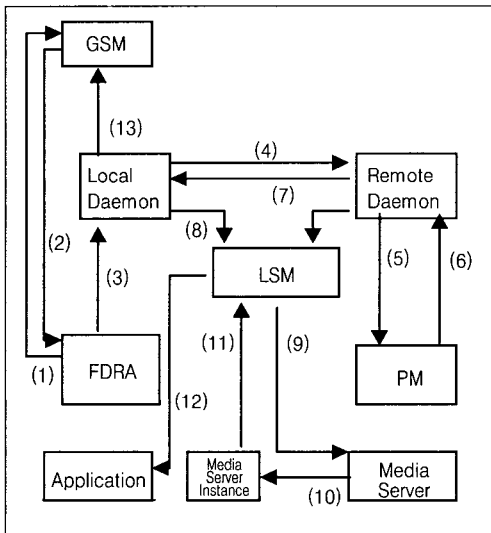 GSM
(13)
(4)
Local
Daemon
Remote
Daemon
(7)
(2)
(8)
(3)
(5)
(6)
LSM
(11)
(9)
(1)
FDRA
(12)
PM
Application
Media
Server
Instance
(10)
Media
Server